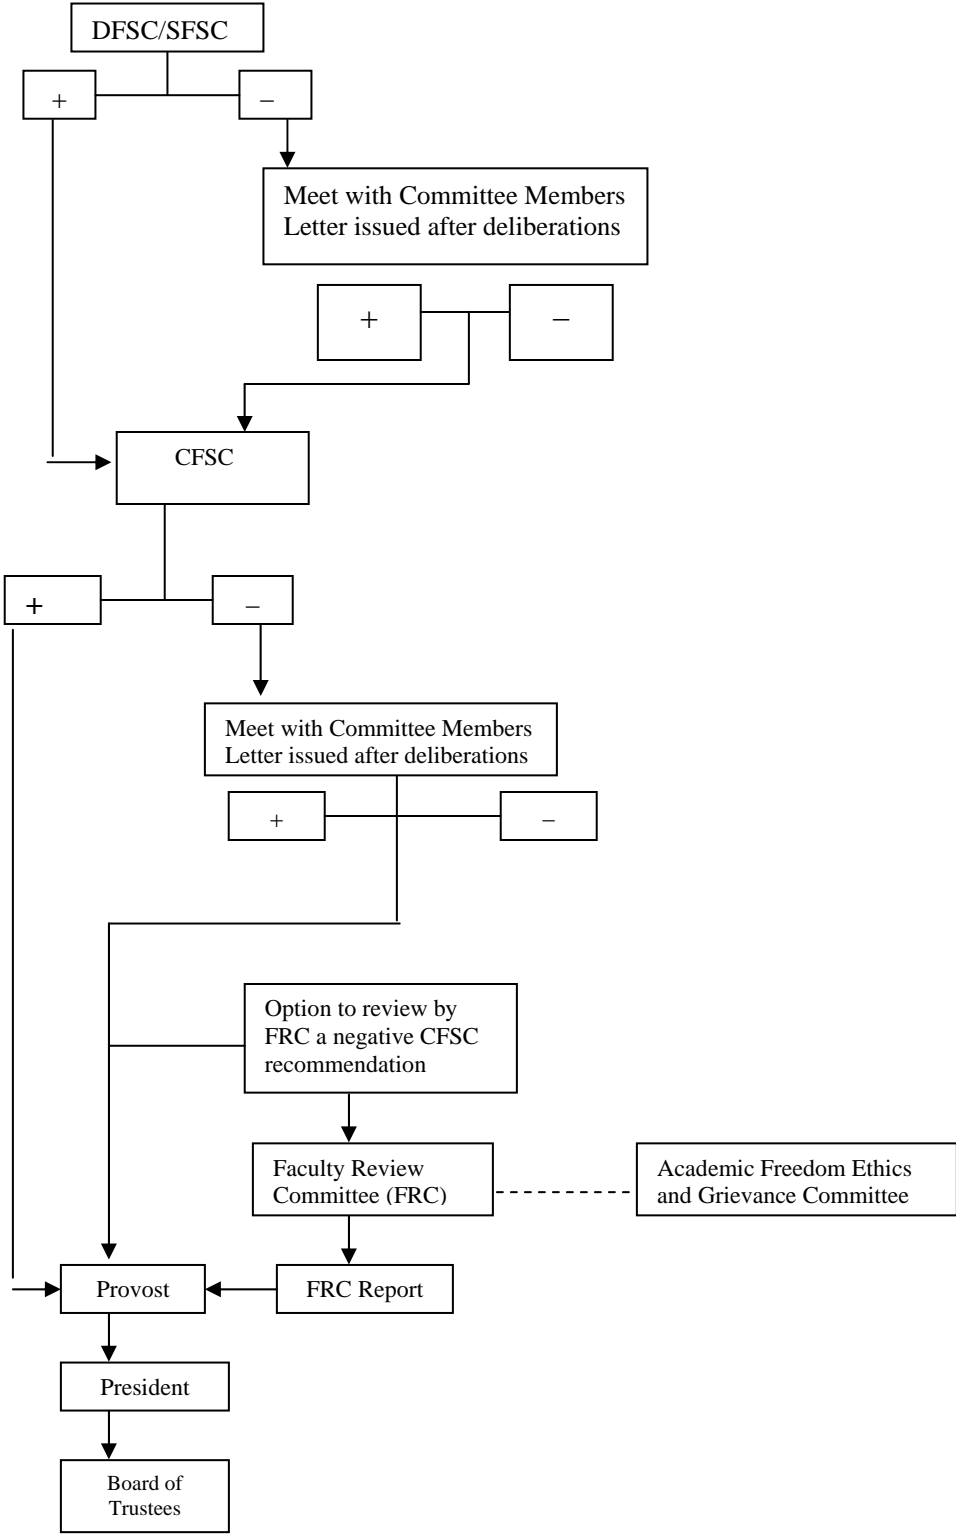 DFSC/SFSC
+
–
Meet with Committee Members
Letter issued after deliberations
+
–
CFSC
+
–
Meet with Committee Members
Letter issued after deliberations
+
–
Option to review by
FRC a negative CFSC
recommendation
Faculty Review
Committee (FRC)
Academic Freedom Ethics
and Grievance Committee
Provost
FRC Report
President
Board of
Trustees